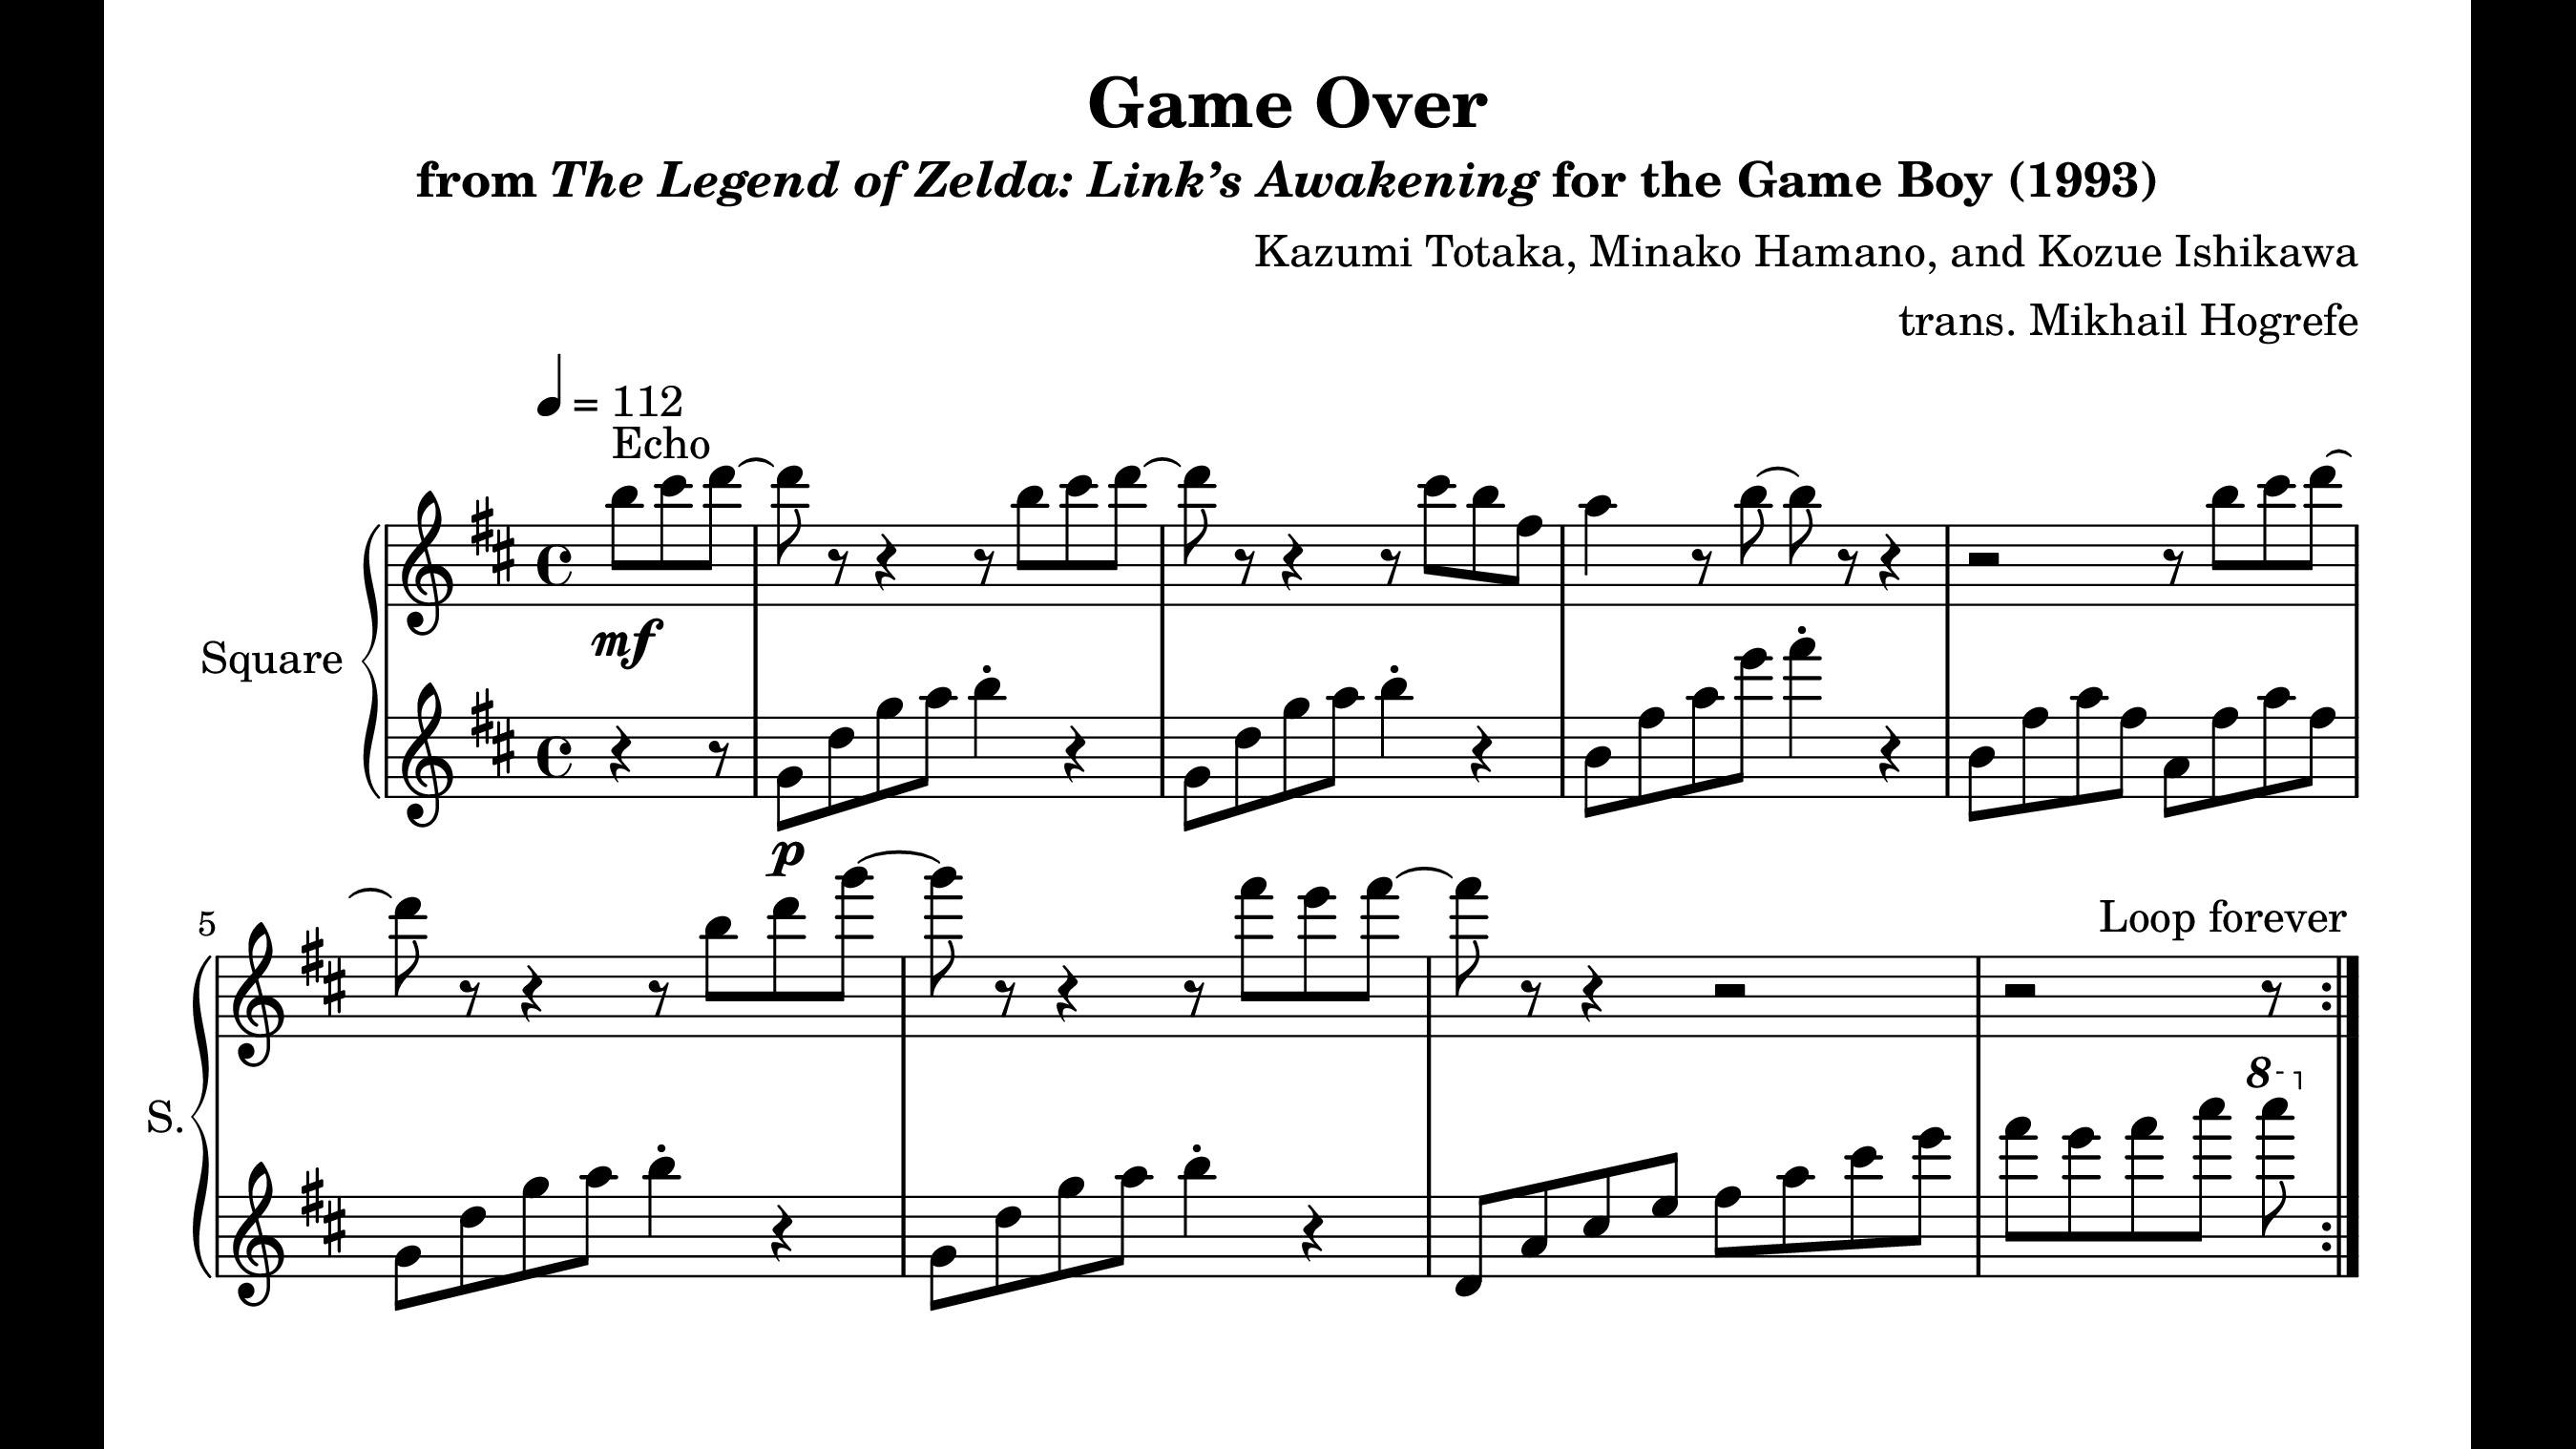 Game Over
from The Legend of Zelda: Link’s Awakening for the Game Boy (1993)
Kazumi Totaka, Minako Hamano, and Kozue Ishikawa
trans. Mikhail Hogrefe
= 112
Echo
mf
Square
p
5
Loop forever
8
S.